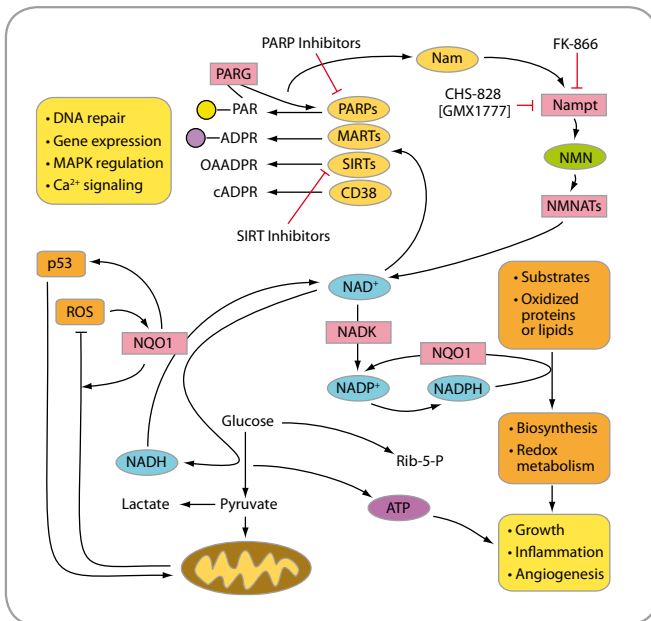 PARP Inhibitors
FK-866
PARG
Nam
CHS-828
[GMX1777]
Nampt
PAR
PARPs
• DNA repair
• Gene expression
• MAPK regulation
• Ca²⁺ signaling
ADPR
MARTs
OAADPR
SIRTs
cADPR
CD38
NMN
NMNATs
SIRT Inhibitors
p53
ROS
NQO1
NAD⁺
NADK
NQO1
• Substrates
• Oxidized
proteins
or lipids
NADP⁺
NADPH
Glucose
NADH
Rib-5-P
• Biosynthesis
• Redox
metabolism
Lactate
Pyruvate
ATP
• Growth
• Inflammation
• Angiogenesis